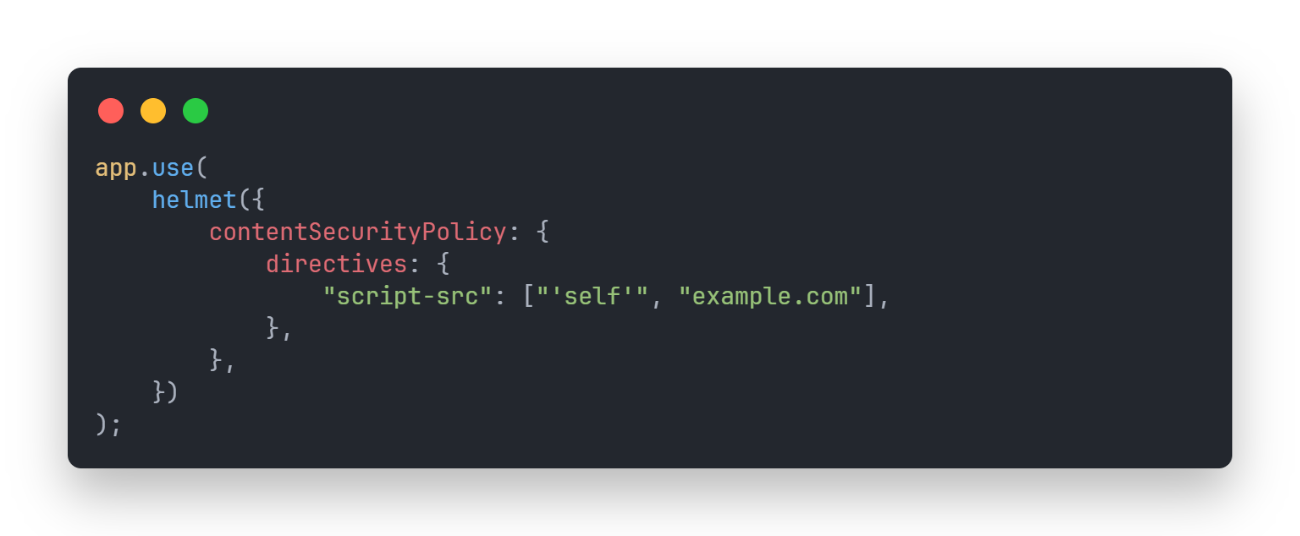 app.use(
    helmet({
        contentSecurityPolicy: {
            directives: {
                "script-src": ["'self'", "example.com"],
            },
        },
    })
);